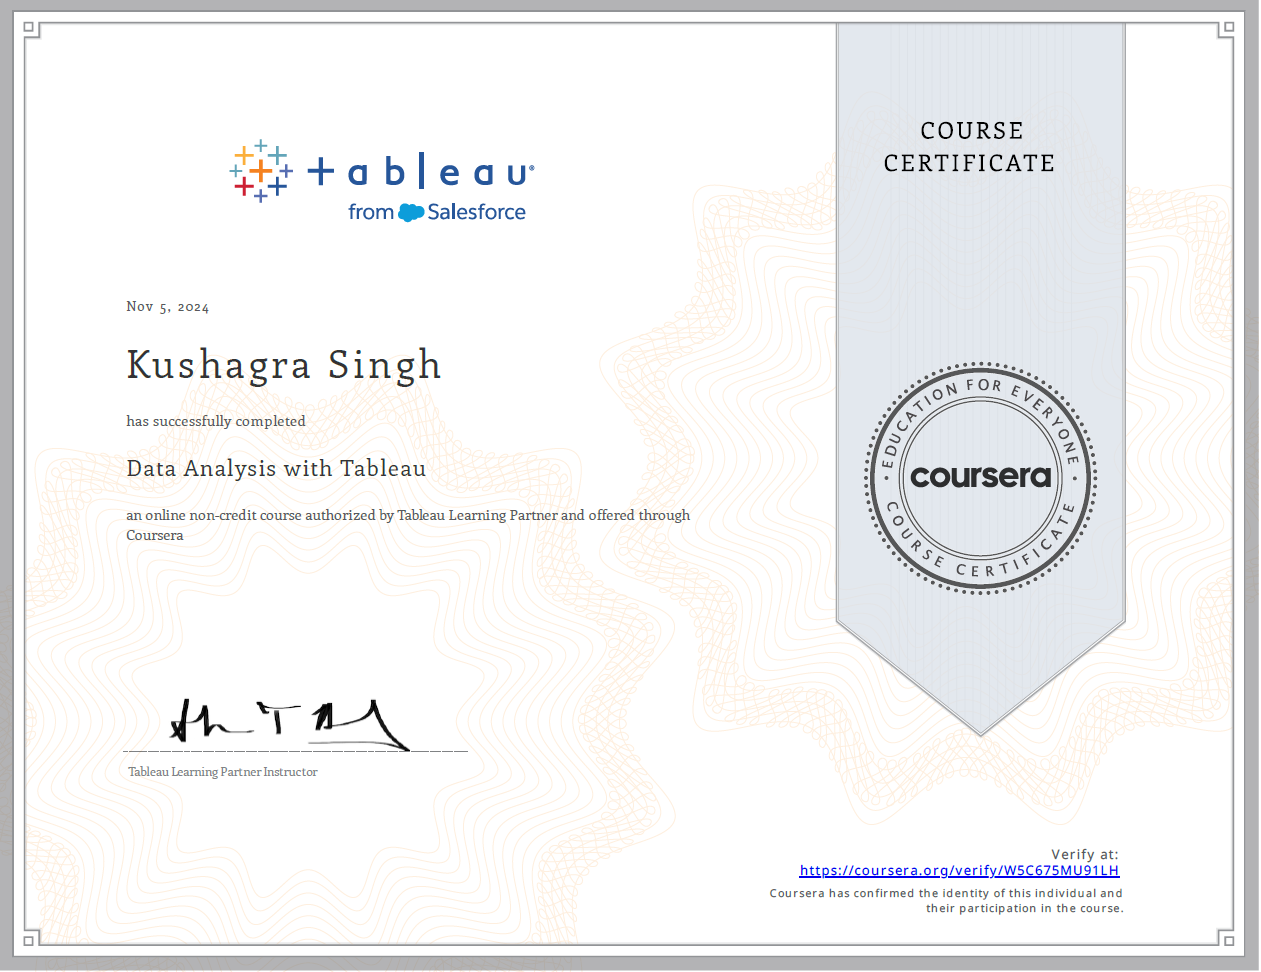 tableau®
from Salesforce
COURSE
CERTIFICATE
Nov 5, 2024
Kushagra Singh
has successfully completed
Data Analysis with Tableau
an online non-credit course authorized by Tableau Learning Partner and offered through
Coursera
EDUCATION FOR EVERYONE
coursera
COURSE CERTIFICATE
Tableau Learning Partner Instructor
Verify at:
https://coursera.org/verify/W5C675MU91LH
Coursera has confirmed the identity of this individual and
their participation in the course.